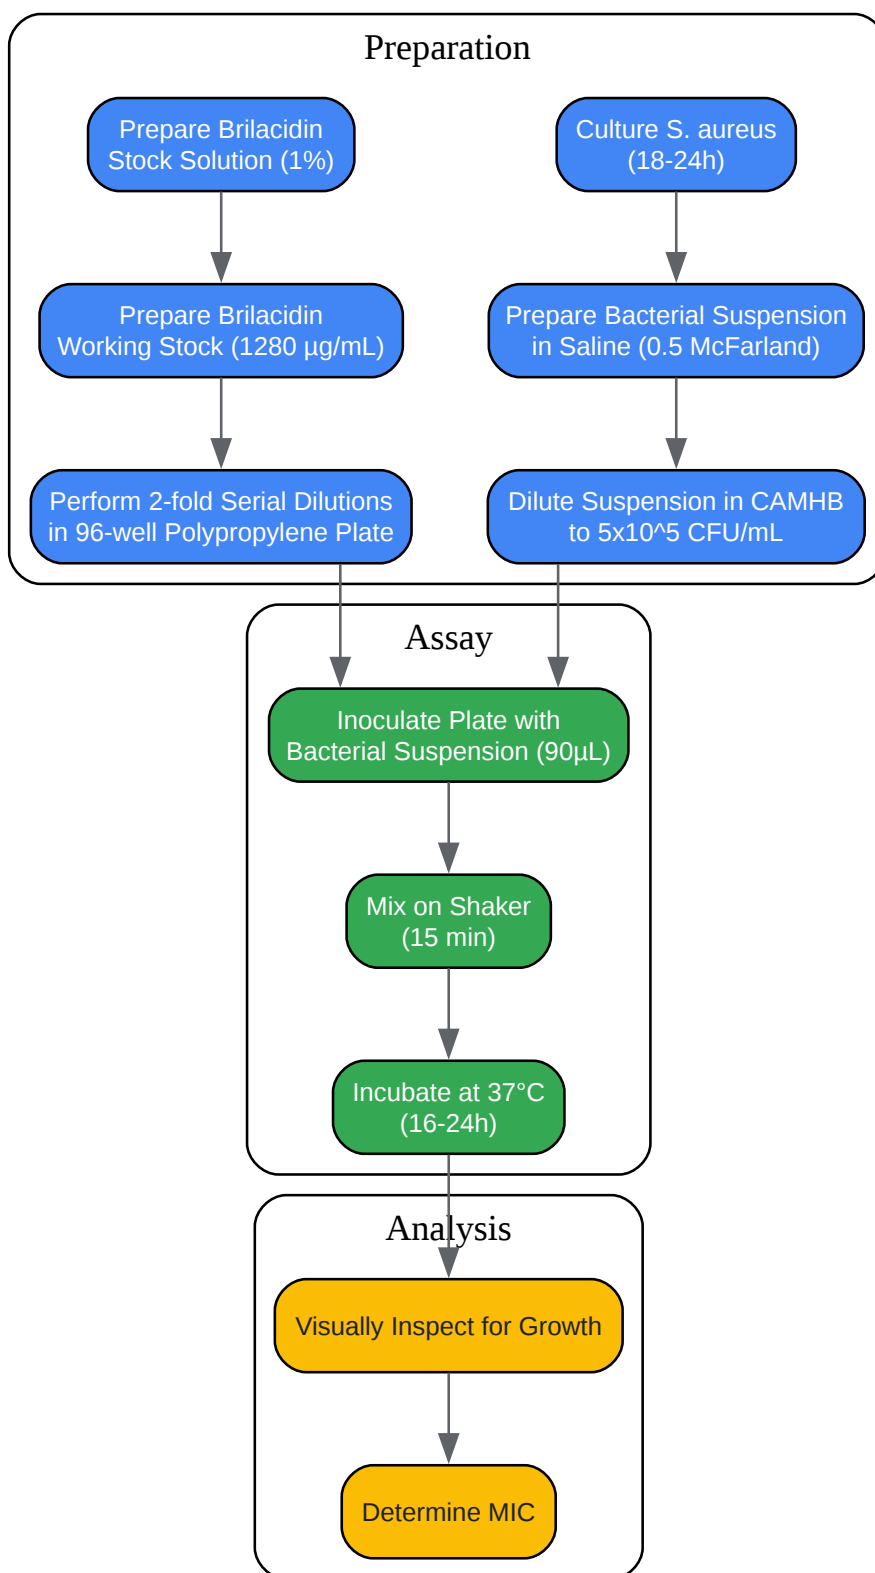 Preparation
Prepare Brilacidin
Stock Solution (1%)
Culture S. aureus
(18-24h)
Prepare Brilacidin
Working Stock (1280 µg/mL)
Prepare Bacterial Suspension
in Saline (0.5 McFarland)
Perform 2-fold Serial Dilutions
in 96-well Polypropylene Plate
Dilute Suspension in CAMHB
to 5x10^5 CFU/mL
Assay
Inoculate Plate with
Bacterial Suspension (90µL)
Mix on Shaker
(15 min)
Incubate at 37°C
(16-24h)
Analysis
Visually Inspect for Growth
Determine MIC